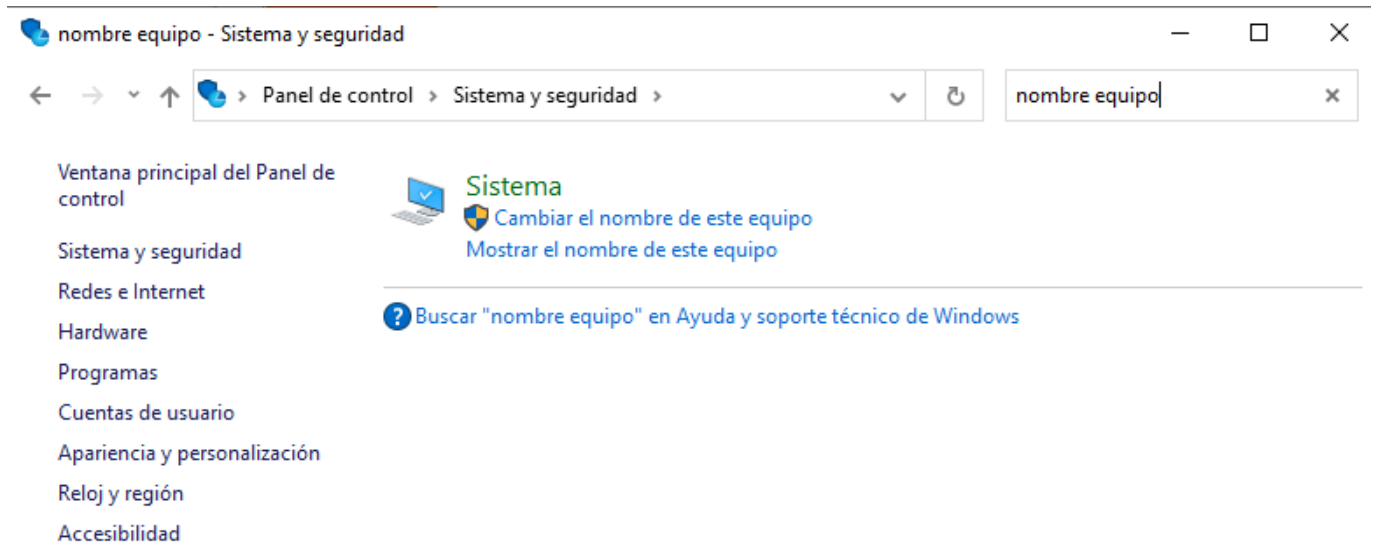 nombre equipo - Sistema y seguridad
Panel de control > Sistema y seguridad >
nombre equipo
Ventana principal del Panel de
control
Sistema y seguridad
Redes e Internet
Hardware
Programas
Cuentas de usuario
Apariencia y personalización
Reloj y región
Accesibilidad
Sistema
Cambiar el nombre de este equipo
Mostrar el nombre de este equipo
Buscar "nombre equipo" en Ayuda y soporte técnico de Windows